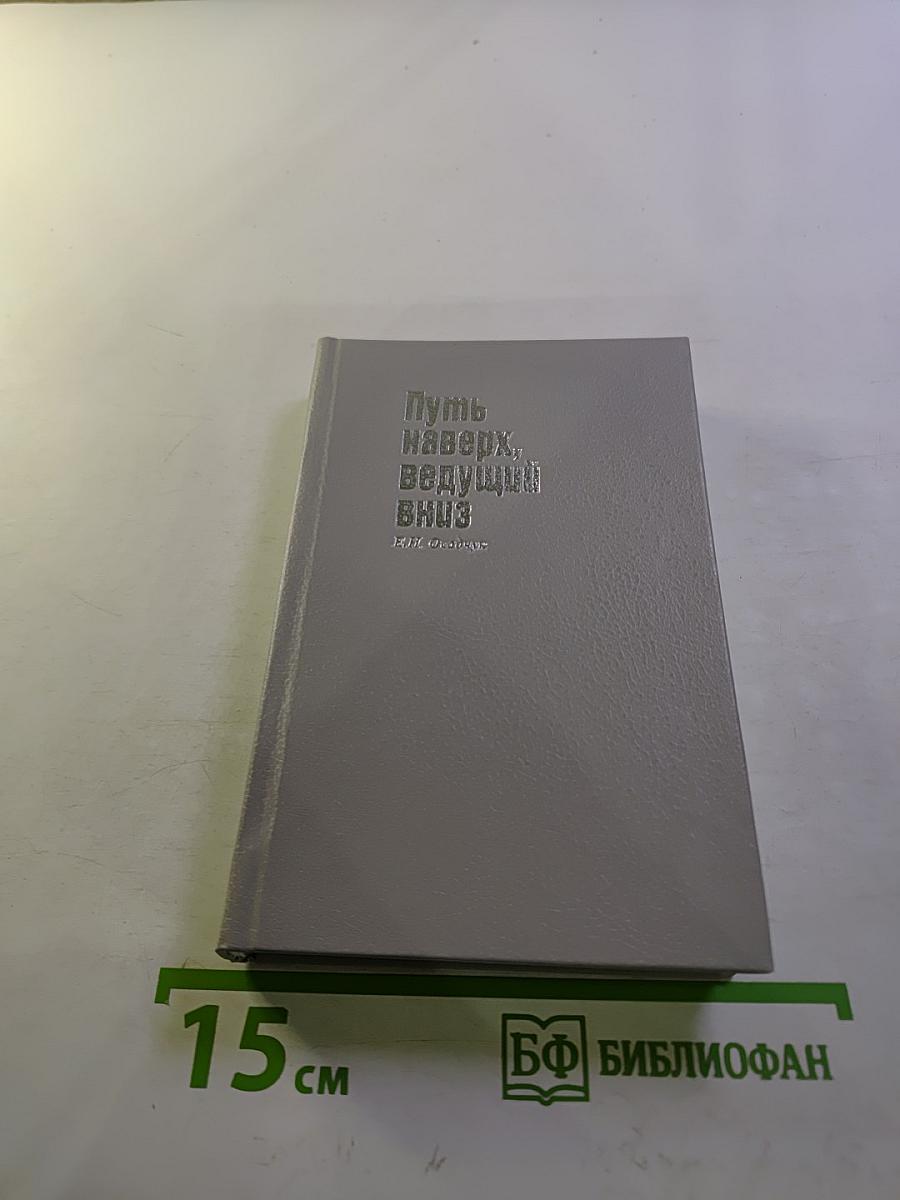 Путь
наверх,
ведущий
вниз
Е.Н.
15 см
БФ БИБЛИОФАН